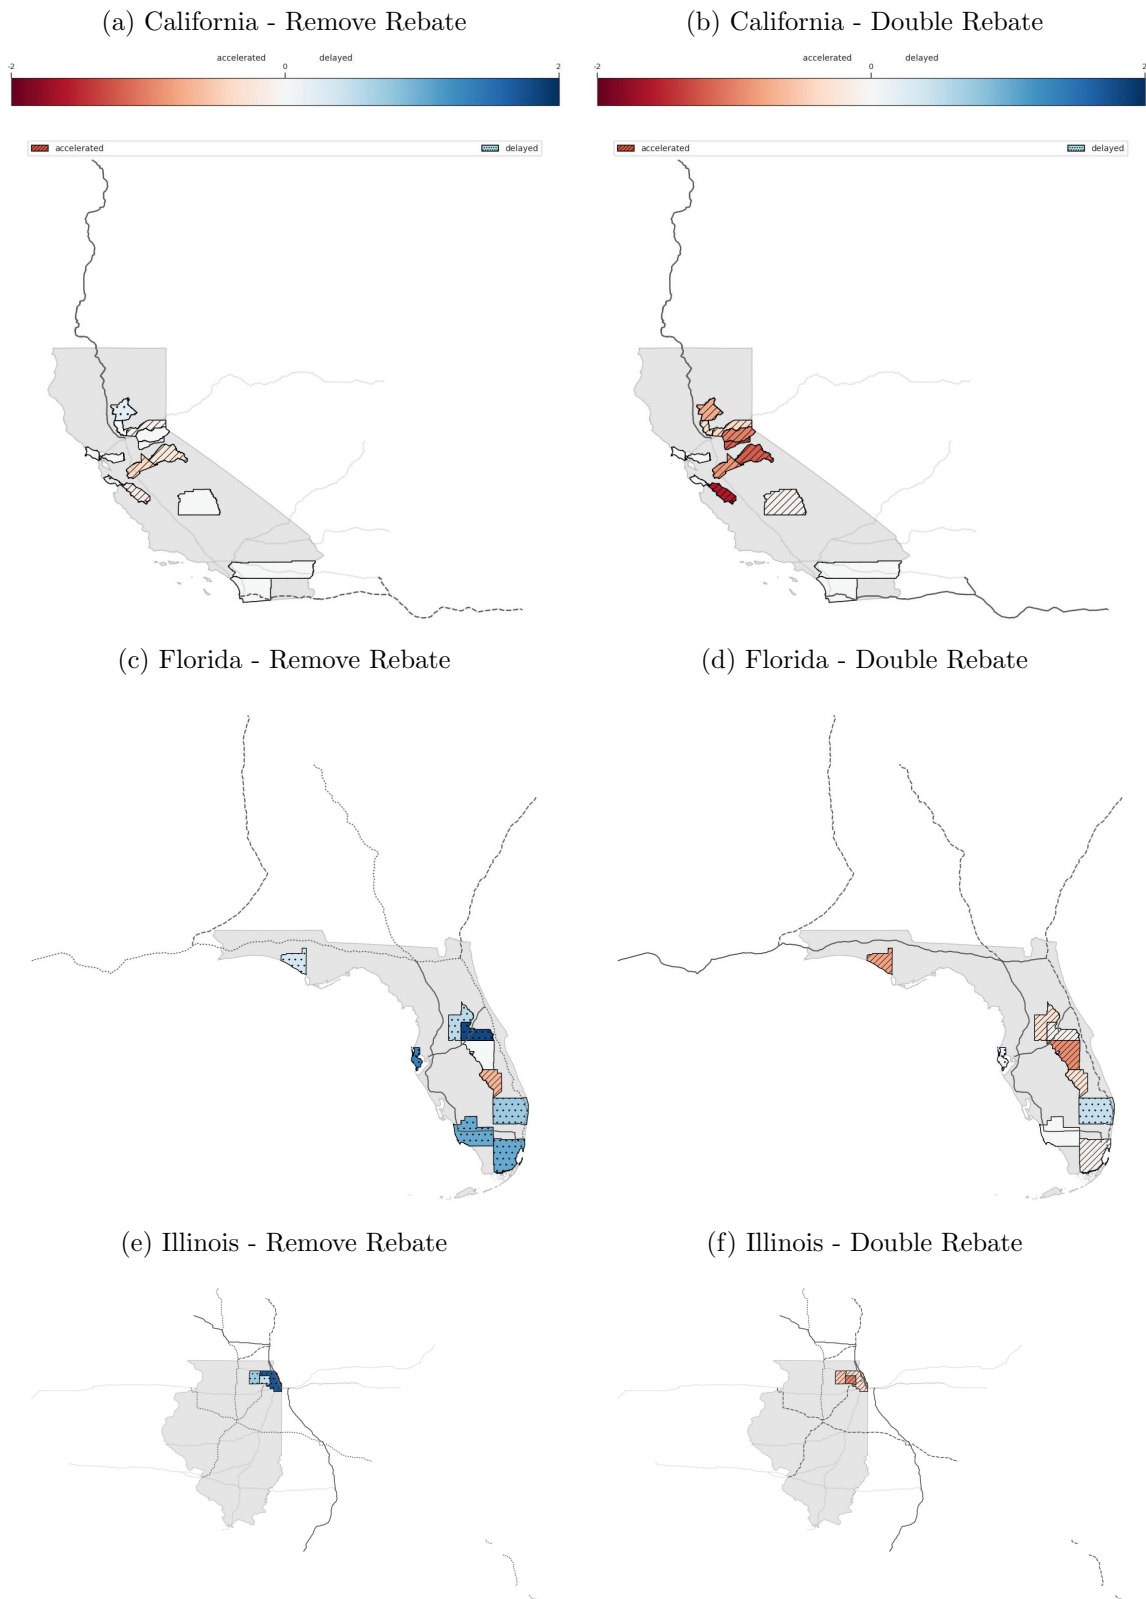 (a) California - Remove Rebate
(b) California - Double Rebate
accelerated delayed
-2 0 2
accelerated delayed
-2 0 2
accelerated delayed
accelerated delayed
(c) Florida - Remove Rebate
(d) Florida - Double Rebate
(e) Illinois - Remove Rebate
(f) Illinois - Double Rebate